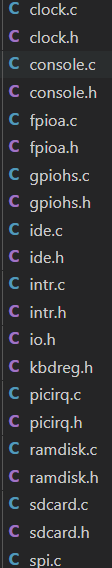 C clock.c
C clock.h
C console.c
C console.h
C fpioa.c
C fpioa.h
C gpiohs.c
C gpiohs.h
C ide.c
C ide.h
C intr.c
C intr.h
C io.h
C kbdreg.h
C picirq.c
C picirq.h
C ramdisk.c
C ramdisk.h
C sdcard.c
C sdcard.h
C spi.c